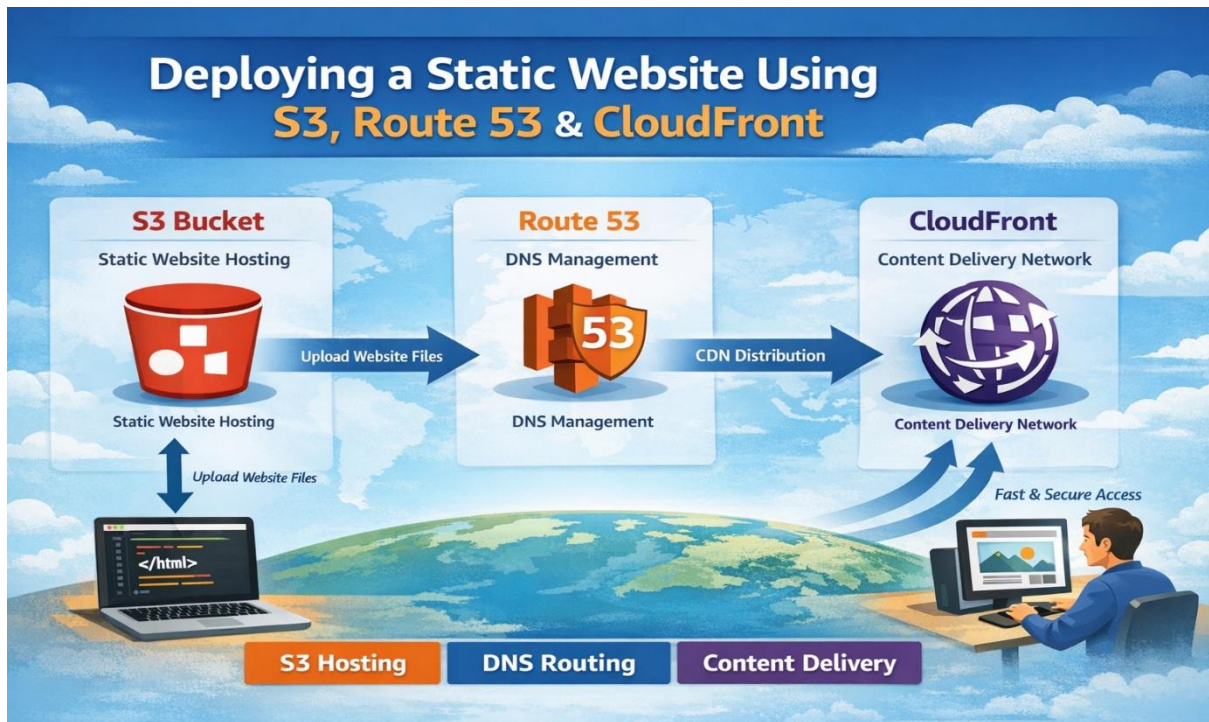 Deploying a Static Website Using
S3, Route 53 & CloudFront
S3 Bucket
Static Website Hosting
Static Website Hosting
Upload Website Files
Route 53
DNS Management
53
DNS Management
CDN Distribution
CloudFront
Content Delivery Network
Content Delivery Network
Upload Website Files
</html>
Fast & Secure Access
S3 Hosting
DNS Routing
Content Delivery